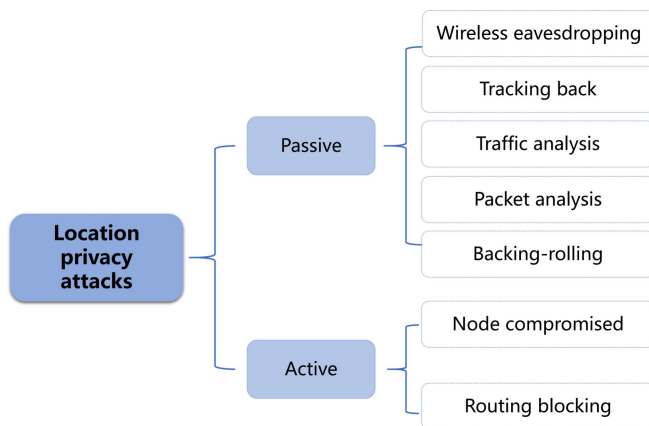 Location
privacy
attacks
Passive
Wireless eavesdropping
Tracking back
Traffic analysis
Packet analysis
Backing-rolling
Active
Node compromised
Routing blocking